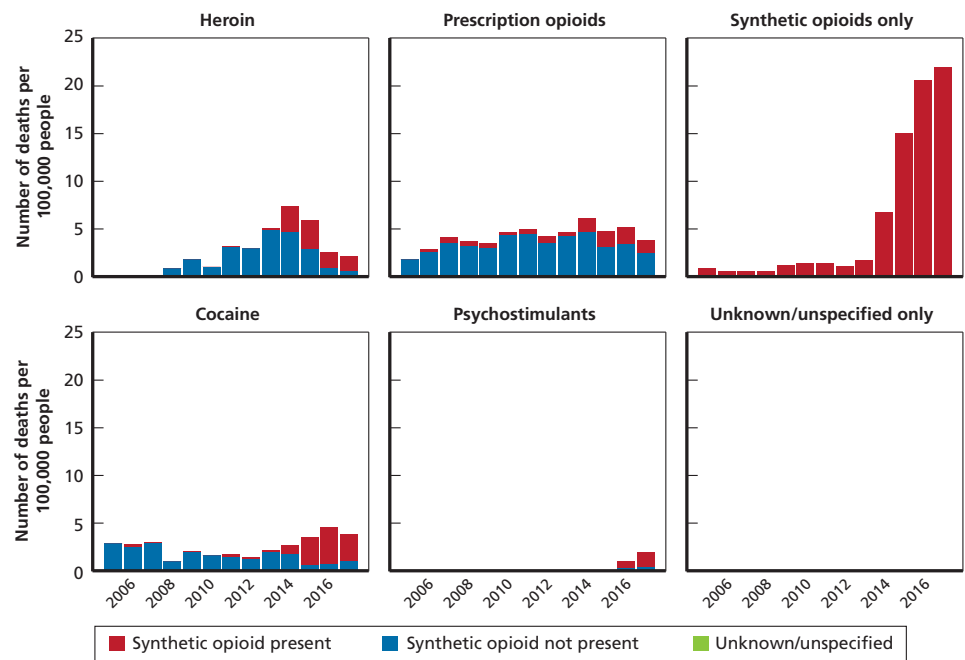 Heroin
Prescription opioids
Synthetic opioids only
Number of deaths per
100,000 people
25
20
15
10
5
0
Cocaine
Psychostimulants
Unknown/unspecified only
Number of deaths per
100,000 people
25
20
15
10
5
0
2006
2008
2010
2012
2014
2016
2006
2008
2010
2012
2014
2016
2006
2008
2010
2012
2014
2016
Synthetic opioid present
Synthetic opioid not present
Unknown/unspecified